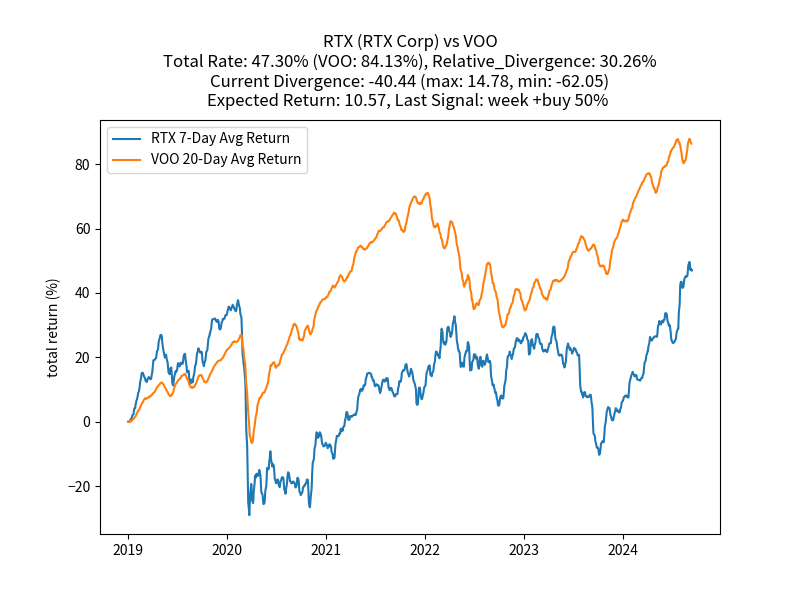 RTX (RTX Corp) vs VOO
Total Rate: 47.30% (VOO: 84.13%), Relative_Divergence: 30.26%
Current Divergence: -40.44 (max: 14.78, min: -62.05)
Expected Return: 10.57, Last Signal: week +buy 50%
RTX 7-Day Avg Return
VOO 20-Day Avg Return
total return (%)
80
60
40
20
0
−20
2019 2020 2021 2022 2023 2024